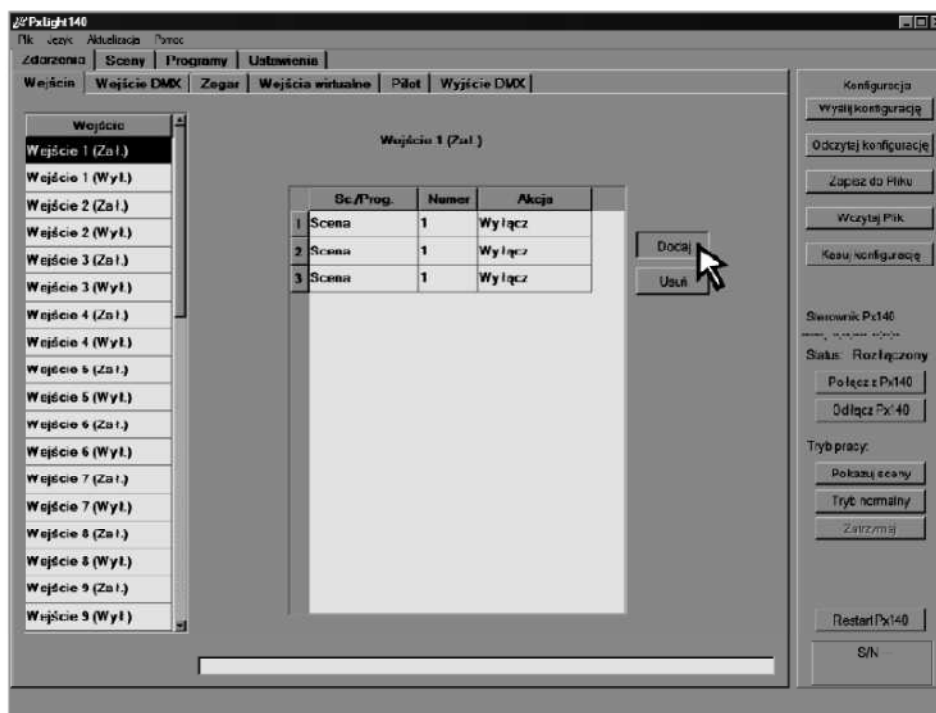 PxLight140
Plik Język Aktualizacja Pomoc
Zdarzenia Sceny Programy Ustawienia
Wejścia Wejście DMX Zegar Wejścia wirtualne Pilot Wyjście DMX
Wejście
Wejście 1 (Zał.)
Wejście 1 (Wył.)
Wejście 2 (Zał.)
Wejście 2 (Wył.)
Wejście 3 (Zał.)
Wejście 3 (Wył.)
Wejście 4 (Zał.)
Wejście 4 (Wył.)
Wejście 5 (Zał.)
Wejście 5 (Wył.)
Wejście 6 (Zał.)
Wejście 6 (Wył.)
Wejście 7 (Zał.)
Wejście 7 (Wył.)
Wejście 8 (Zał.)
Wejście 8 (Wył.)
Wejście 9 (Zał.)
Wejście 9 (Wył.)
Wejście 1 (Zał.)
Sc./Prog. Numer Akcja
1 Scena 1 Wyłącz
2 Scena 1 Wyłącz
3 Scena 1 Wyłącz
Dodaj
Usuń
Konfiguracja
Wyślij konfigurację
Odczytaj konfigurację
Zapisz do Pliku
Wczytaj Plik
Kasuj konfigurację
Sterownik Px140
Status: Rozłączony
Połącz z Px140
Odłącz Px140
Tryb pracy:
Pokazuj sceny
Tryb normalny
Zatrzymaj
Restart Px140
S/N --